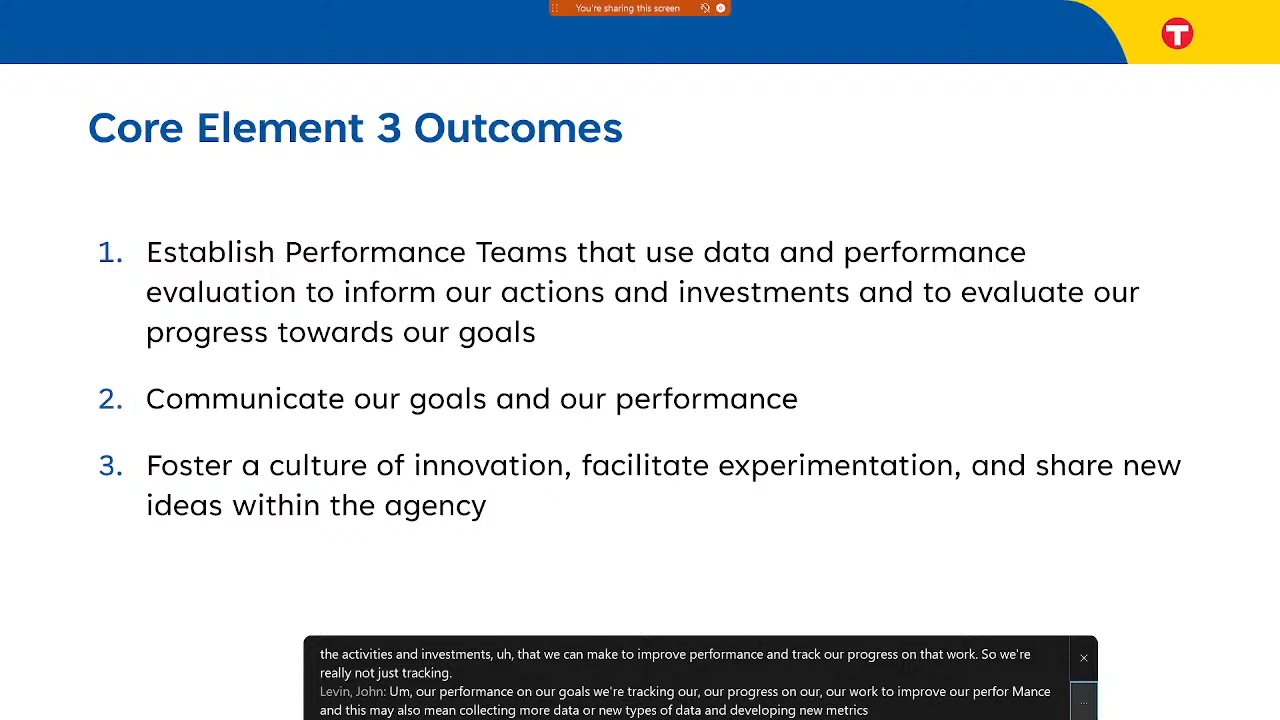 You're sharing this screen
T
Core Element 3 Outcomes
1. Establish Performance Teams that use data and performance
evaluation to inform our actions and investments and to evaluate our
progress towards our goals
2. Communicate our goals and our performance
3. Foster a culture of innovation, facilitate experimentation, and share new
ideas within the agency
the activities and investments, uh, that we can make to improve performance and track our progress on that work. So we're
really not just tracking.
Levin, John: Um, our performance on our goals we're tracking our, our progress on our, our work to improve our perfor Mance
and this may also mean collecting more data or new types of data and developing new metrics